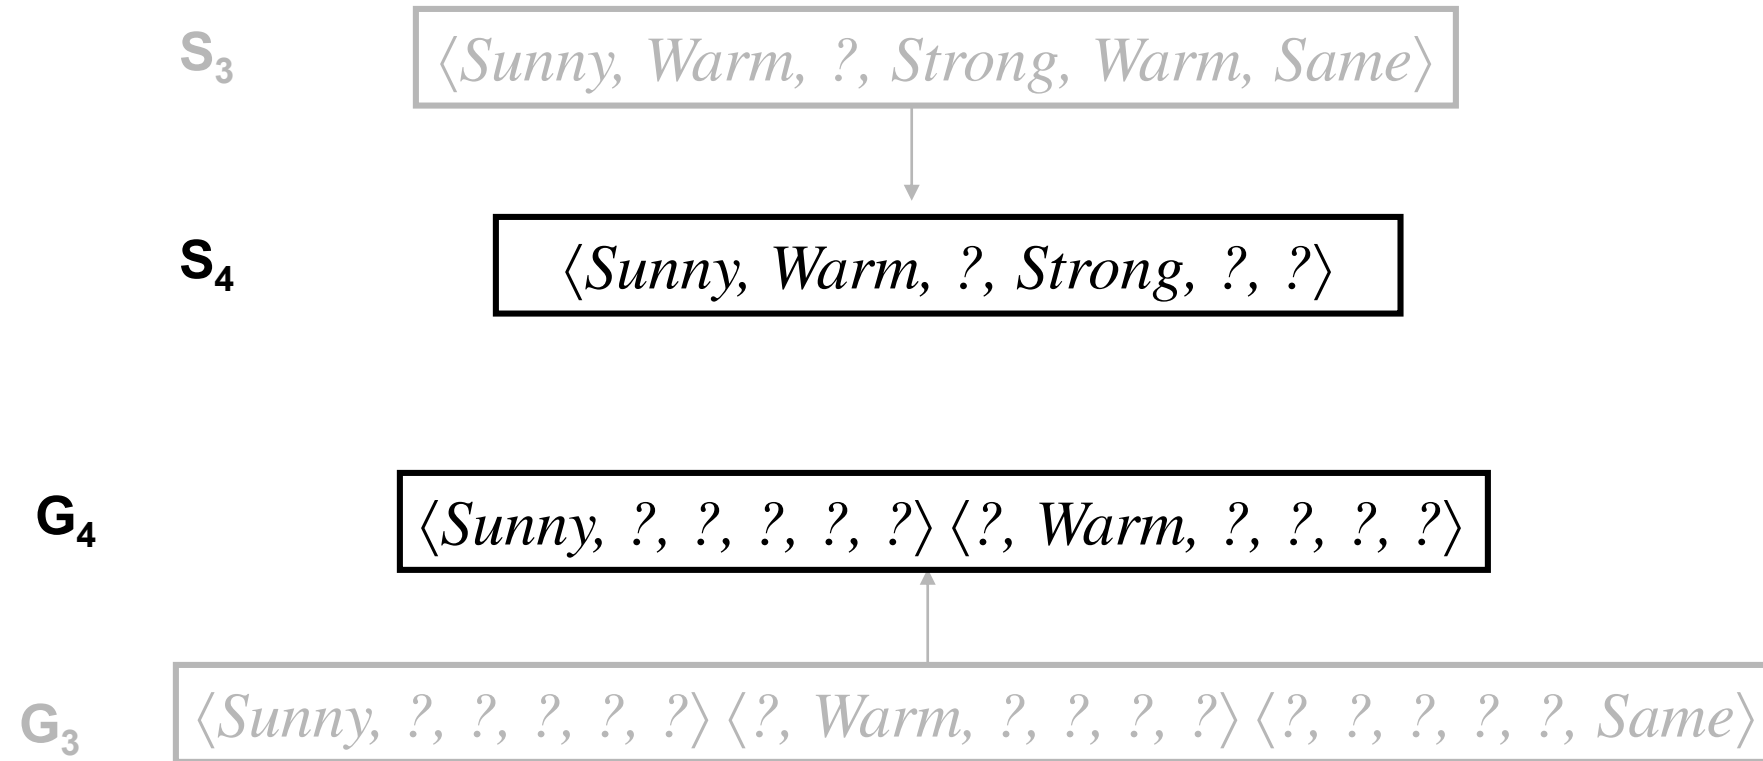 S₃ ⟨Sunny, Warm, ?, Strong, Warm, Same⟩
S₄ ⟨Sunny, Warm, ?, Strong, ?, ?⟩
G₄ ⟨Sunny, ?, ?, ?, ?, ?⟩ ⟨?, Warm, ?, ?, ?, ?⟩
G₃ ⟨Sunny, ?, ?, ?, ?, ?⟩ ⟨?, Warm, ?, ?, ?, ?⟩ ⟨?, ?, ?, ?, ?, Same⟩